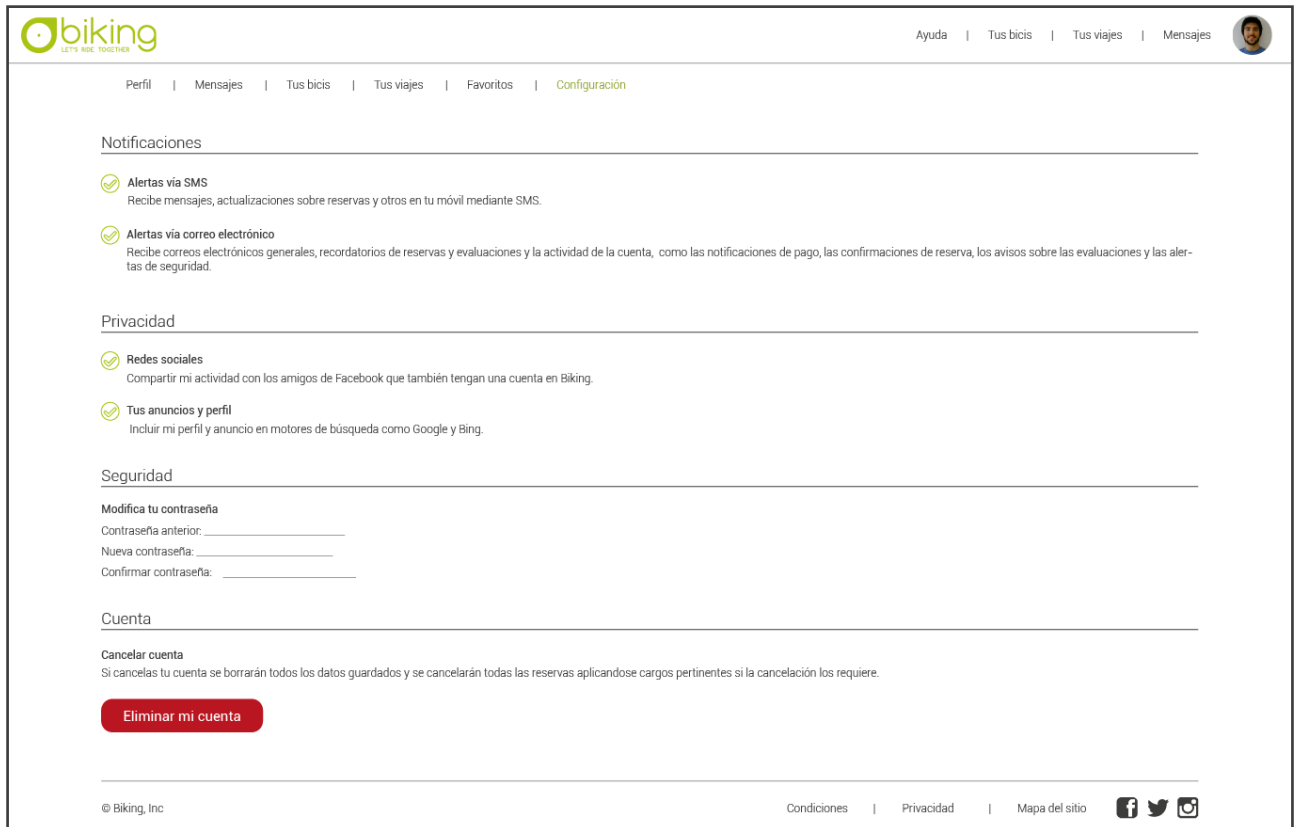 biking
LET'S RIDE TOGETHER
Ayuda | Tus bicis | Tus viajes | Mensajes
Perfil | Mensajes | Tus bicis | Tus viajes | Favoritos | Configuración
Notificaciones
Alertas vía SMS
Recibe mensajes, actualizaciones sobre reservas y otros en tu móvil mediante SMS.
Alertas vía correo electrónico
Recibe correos electrónicos generales, recordatorios de reservas y evaluaciones y la actividad de la cuenta, como las notificaciones de pago, las confirmaciones de reserva, los avisos sobre las evaluaciones y las aler-
tas de seguridad.
Privacidad
Redes sociales
Compartir mi actividad con los amigos de Facebook que también tengan una cuenta en Biking.
Tus anuncios y perfil
Incluir mi perfil y anuncio en motores de búsqueda como Google y Bing.
Seguridad
Modifica tu contraseña
Contraseña anterior:
Nueva contraseña:
Confirmar contraseña:
Cuenta
Cancelar cuenta
Si cancelas tu cuenta se borrarán todos los datos guardados y se cancelarán todas las reservas aplicandose cargos pertinentes si la cancelación los requiere.
Eliminar mi cuenta
© Biking, Inc
Condiciones | Privacidad | Mapa del sitio